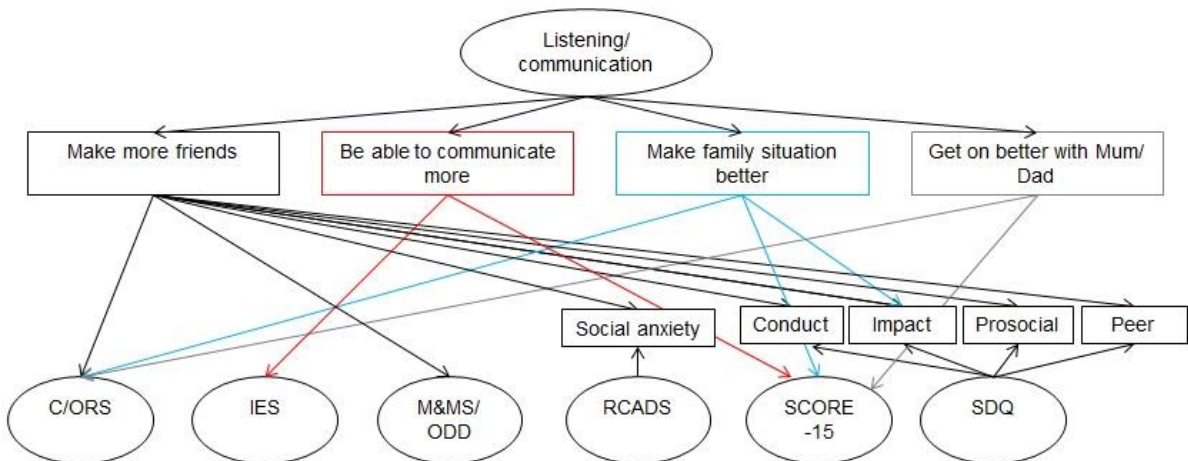 Listening/
communication
Make more friends
Be able to communicate
more
Make family situation
better
Get on better with Mum/
Dad
Social anxiety
Conduct
Impact
Prosocial
Peer
C/ORS
IES
M&MS/
ODD
RCADS
SCORE
-15
SDQ